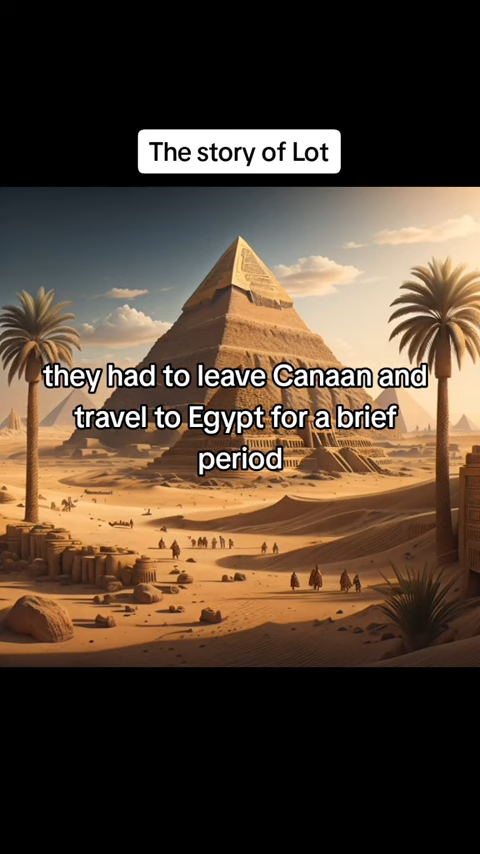 The story of Lot
they had to leave Canaan and
travel to Egypt for a brief
period